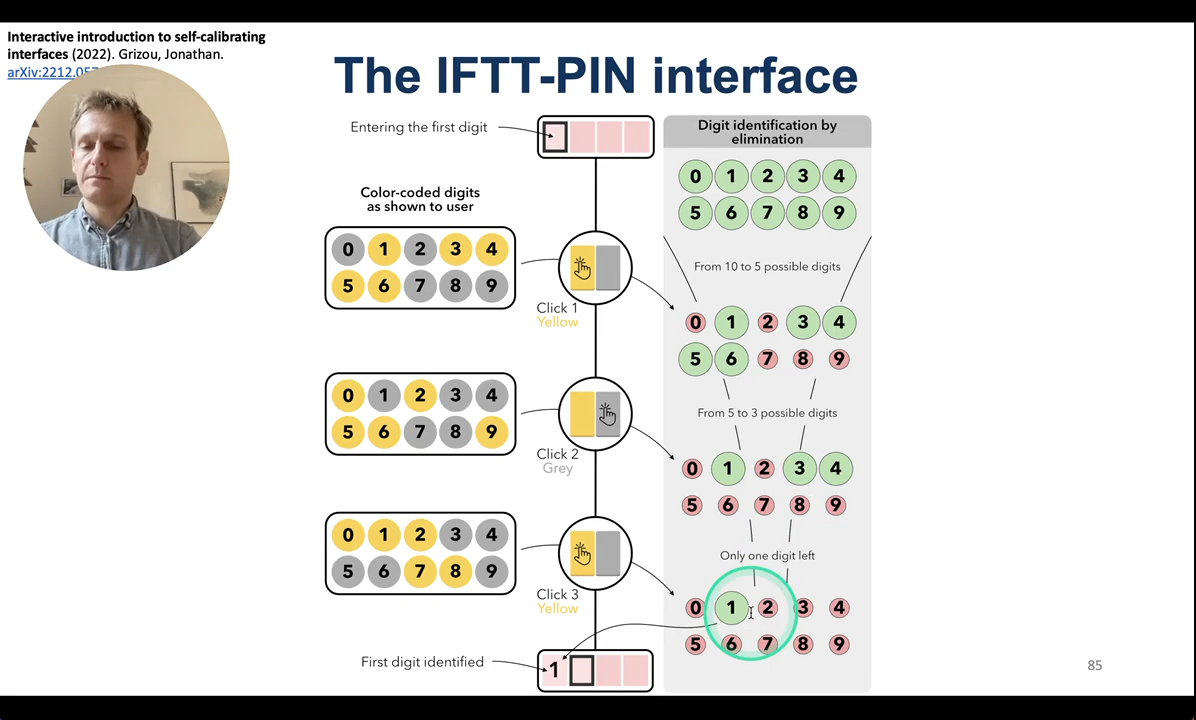 Interactive introduction to self-calibrating
interfaces (2022). Grizou, Jonathan.
The IFTT-PIN interface
Entering the first digit
Digit identification by
elimination
0 1 2 3 4
5 6 7 8 9
Color-coded digits
as shown to user
0 1 2 3 4
5 6 7 8 9
Click 1
Yellow
From 10 to 5 possible digits
0 1 2 3 4
5 6 7 8 9
0 1 2 3 4
5 6 7 8 9
Click 2
Grey
From 5 to 3 possible digits
0 1 2 3 4
5 6 7 8 9
0 1 2 3 4
5 6 7 8 9
Click 3
Yellow
Only one digit left
0 1 2 3 4
5 6 7 8 9
First digit identified
1
85